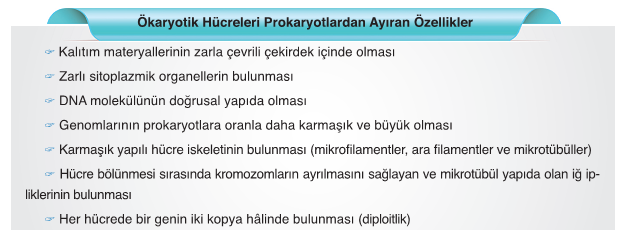 Ökaryotik Hücreleri Prokaryotlardan Ayıran Özellikler
☞ Kalıtım materyallerinin zarla çevrili çekirdek içinde olması
☞ Zarlı sitoplazmik organellerin bulunması
☞ DNA molekülünün doğrusal yapıda olması
☞ Genomlarının prokaryotlara oranla daha karmaşık ve büyük olması
☞ Karmaşık yapılı hücre iskeletinin bulunması (mikrofilamentler, ara filamentler ve mikrotübüller)
☞ Hücre bölünmesi sırasında kromozomların ayrılmasını sağlayan ve mikrotübül yapıda olan iğ ip-
liklerinin bulunması
☞ Her hücrede bir genin iki kopya hâlinde bulunması (diploitlik)